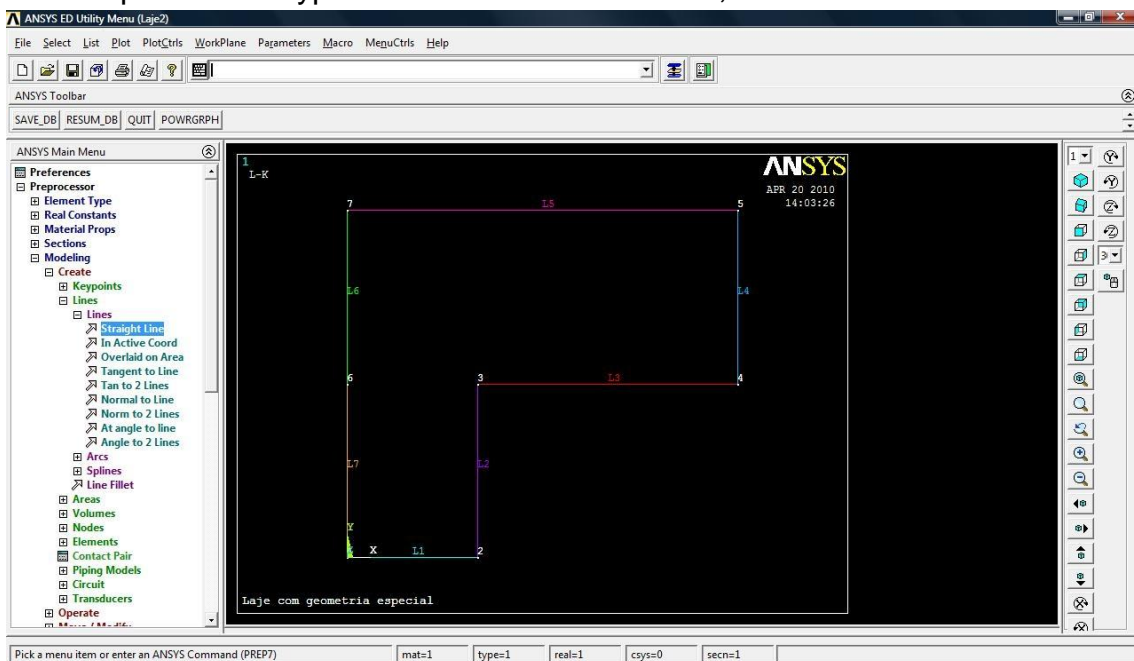 ANSYS ED Utility Menu (Laje2)
File Select List Plot PlotCtrls WorkPlane Parameters Macro MenuCtrls Help
ANSYS Toolbar
SAVE_DB RESUM_DB QUIT POWRGRPH
ANSYS Main Menu
Preferences
Preprocessor
Element Type
Real Constants
Material Props
Sections
Modeling
Create
Keypoints
Lines
Lines
Straight Line
In Active Coord
Overlaid on Area
Tangent to Line
Tan to 2 Lines
Normal to Line
Norm to 2 Lines
At angle to line
Angle to 2 Lines
Arcs
Splines
Line Fillet
Areas
Volumes
Nodes
Elements
Contact Pair
Piping Models
Circuit
Transducers
Operate
Move / Modify
1
L-K
ANSYS
APR 20 2010
14:03:26
7 L5 5
L6 L4
6 3 L3 4
L7 L2
Y
X L1 2
Laje com geometria especial
1
Pick a menu item or enter an ANSYS Command (PREP7) mat=1 type=1 real=1 csys=0 secn=1